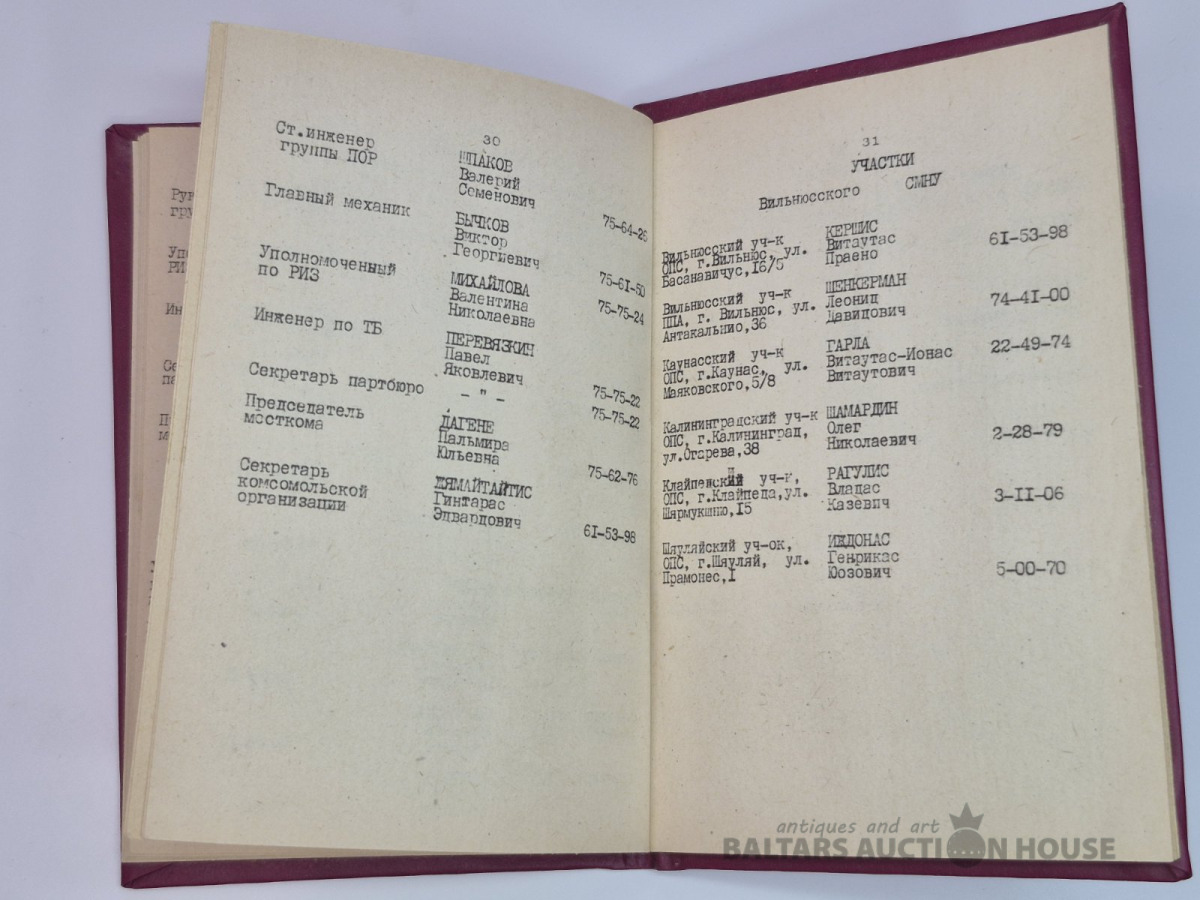 30
Ст.инженер
группы ПОР
ШПАКОВ
Валерий
Семенович
75-64-26
Главный механик
БЫЧКОВ
Виктор
Георгиевич
75-61-50
Уполномоченный
по РИЗ
МИХАЙЛОВА
Валентина
Николаевна
75-75-24
Инженер по ТБ
ПЕРЕВЯЗКИН
Павел
Яковлевич
75-75-22
Секретарь партбюро
– " –
75-75-22
Председатель
месткома
ДАГЕНЕ
Пальмира
Юльевна
75-62-76
Секретарь
комсомольской
организации
ДЯМАЙТАЙТИС
Гинтарас
Эдвардович
61-53-98
31
УЧАСТКИ
Вильнюсского СМНУ
Вильнюсский уч-к
ОПС, г.Вильнюс, ул.
Басанавичус,16/5
КЕРШИС
Витаутас
Праено
61-53-98
Вильнюсский уч-к
ППА, г. Вильнюс, ул.
Антакальнио,36
ШЕНКЕРМАН
Леонид
Давидович
74-41-00
Каунасский уч-к
ОПС, г.Каунас, ул.
Маяковского,5/8
ГАРЛА
Витаутас-Ионас
Витаутович
22-49-74
Калининградский уч-к
ОПС, г.Калининград,
ул.Огарева,38
ШАМАРДИН
Олег
Николаевич
2-28-79
Клайпедский уч-к,
ОПС, г.Клайпеда,ул.
Шярмукшню,15
РАГУЛИС
Владас
Казевич
3-11-06
Шяуляйский уч-ок,
ОПС, г.Шяуляй, ул.
Прамонес,1
ИЖДОНАС
Генрикас
Юозович
5-00-70
antiques and art
BALTARS AUCTION HOUSE